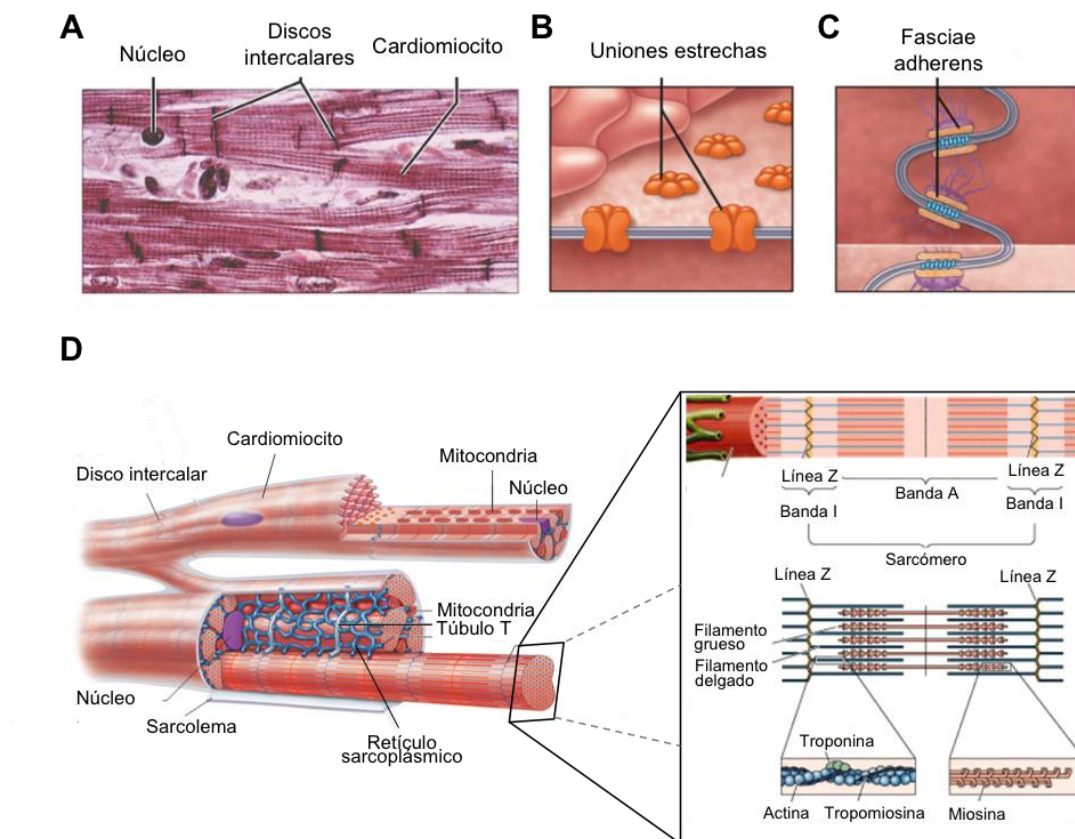 A
Núcleo
Discos
intercalares
Cardiomiocito
B
Uniones estrechas
C
Fasciae
adherens
D
Cardiomiocito
Disco intercalar
Mitocondria
Núcleo
Mitocondria
Túbulo T
Núcleo
Sarcolema
Retículo
sarcoplásmico
Línea Z
Banda A
Línea Z
Banda I
Banda I
Sarcómero
Línea Z
Línea Z
Filamento
grueso
Filamento
delgado
Troponina
Actina
Tropomiosina
Miosina